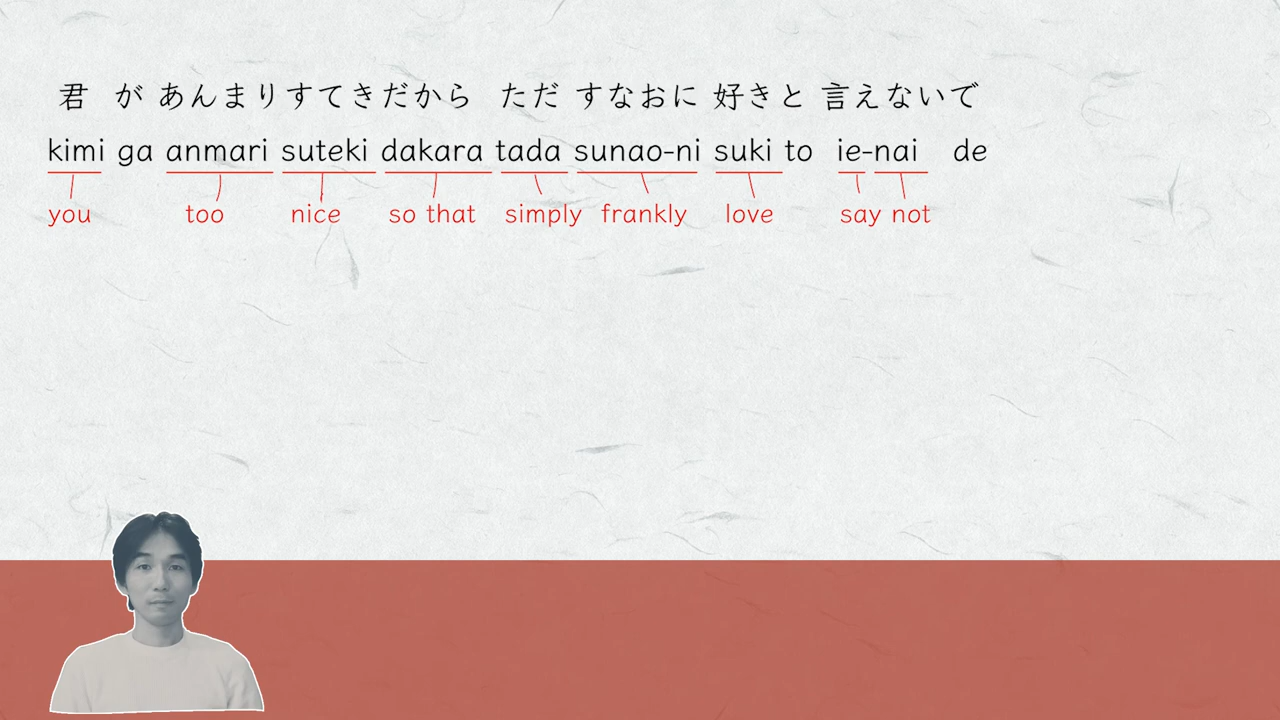 君 が あんまりすてきだから ただ すなおに 好きと 言えないで
kimi ga anmari suteki dakara tada sunao-ni suki to ie-nai de
you too nice so that simply frankly love say not